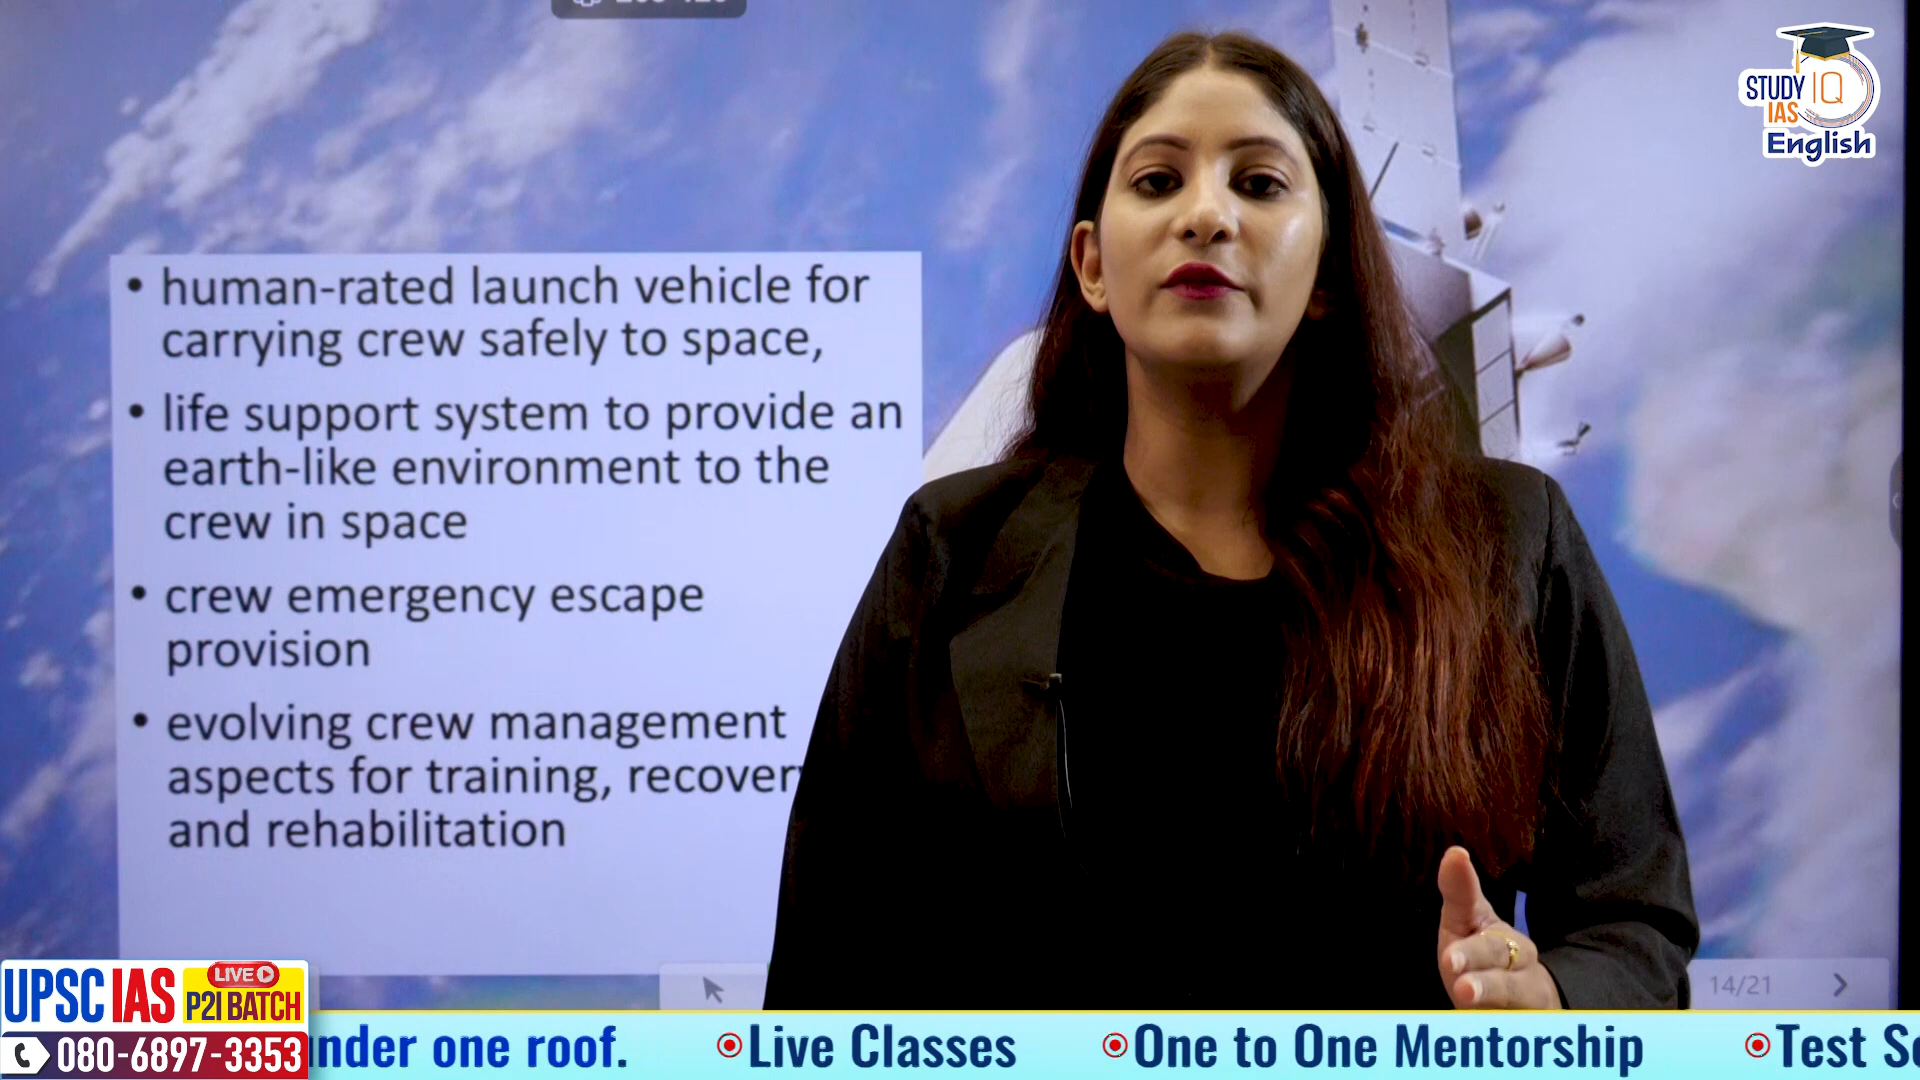 STUDY IQ
IAS
English
• human-rated launch vehicle for
carrying crew safely to space,
• life support system to provide an
earth-like environment to the
crew in space
• crew emergency escape
provision
• evolving crew management
aspects for training, recover
and rehabilitation
14/21
UPSC IAS
LIVE
P2I BATCH
080-6897-3353
nder one roof.
Live Classes
One to One Mentorship
Test S